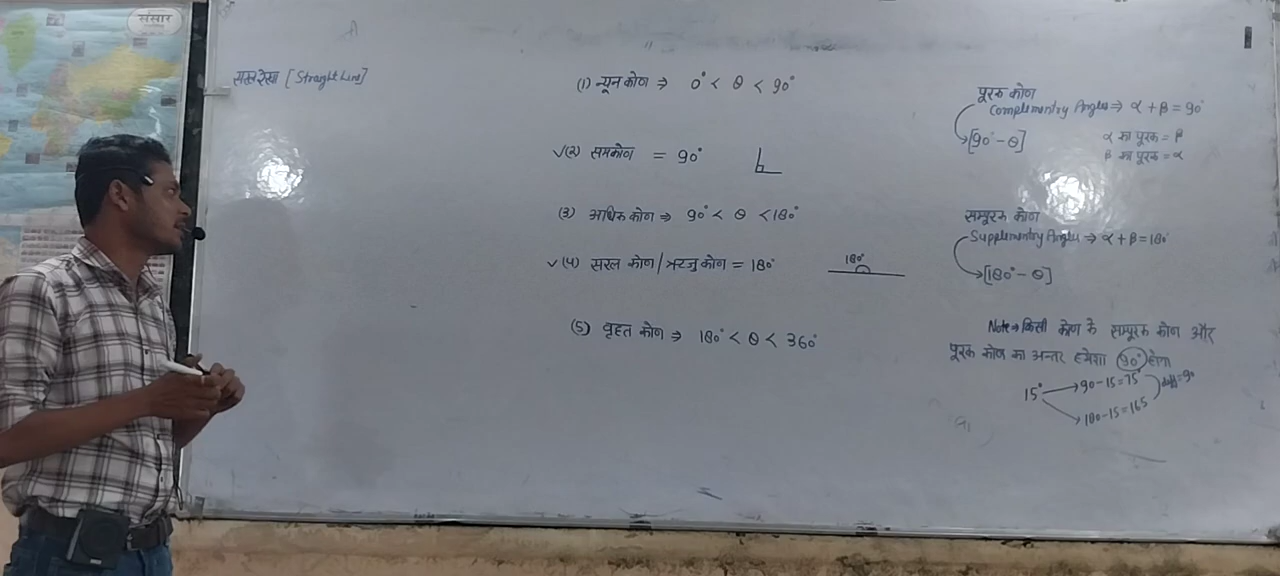 संसार
सरल रेखा [Straight Line]
(1) न्यून कोण ⇒ 0° < θ < 90°
✓(2) समकोण = 90°
(3) अधिक कोण ⇒ 90° < θ < 180°
✓(4) सरल कोण / ऋजु कोण = 180°
180°
(5) वृहत कोण ⇒ 180° < θ < 360°
पूरक कोण
Complementry Angles ⇒ α + β = 90°
[90° - θ]
α का पूरक = β
β का पूरक = α
सम्पूरक कोण
Supplementry Angles ⇒ α + β = 180°
[180° - θ]
Note ⇒ किसी कोण के सम्पूरक कोण और
पूरक कोण का अन्तर हमेशा 90° होगा
15°
90-15=75°
180-15=165
diff=90